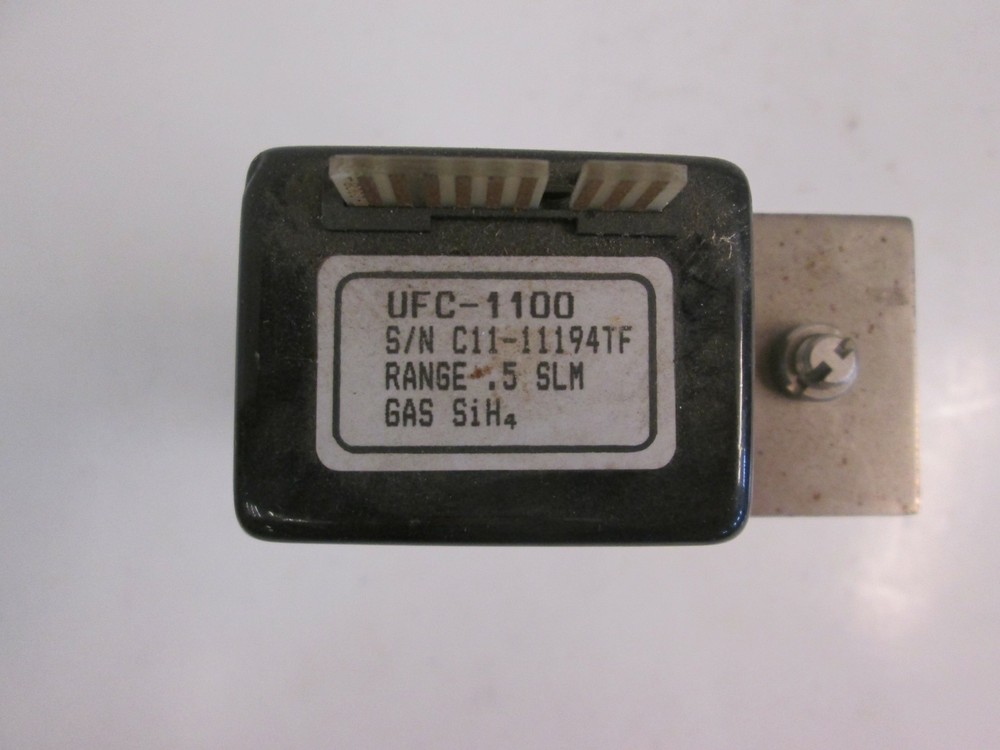 UFC-1100
S/N C11-11194TF
RANGE .5 SLM
GAS SiH₄